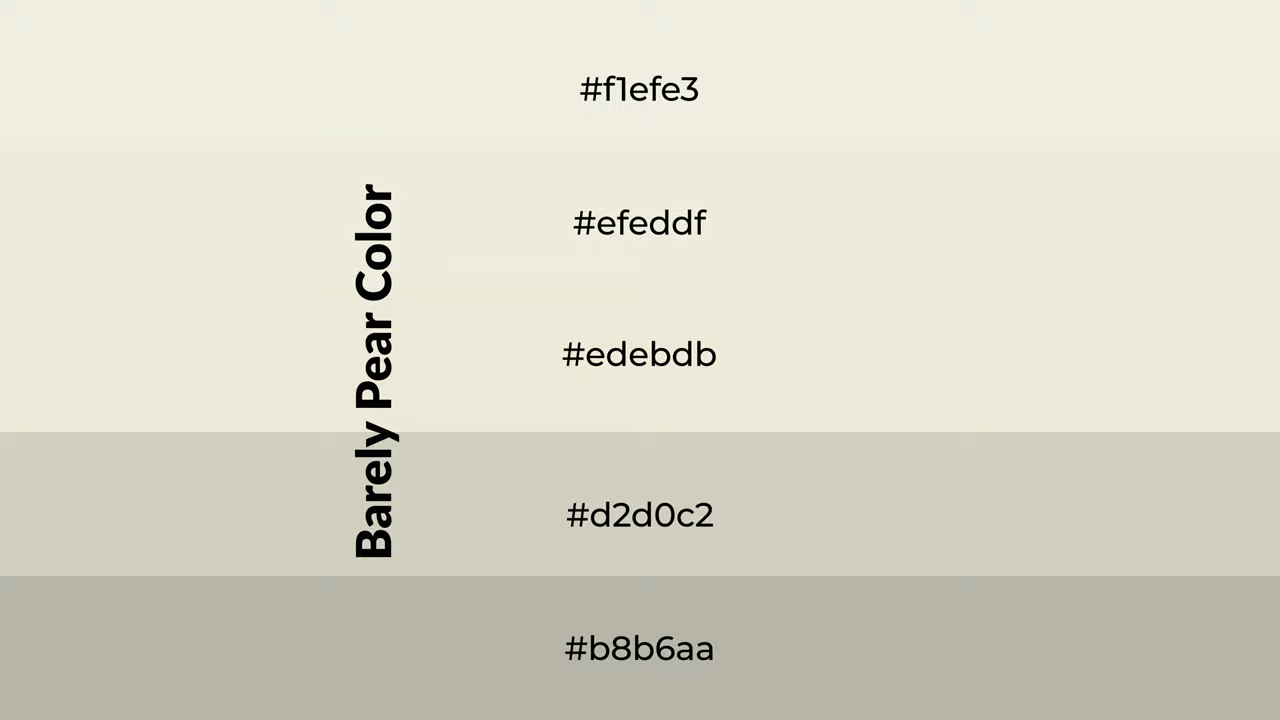 Barely Pear Color
#f1efe3
#efeddf
#edebdb
#d2d0c2
#b8b6aa